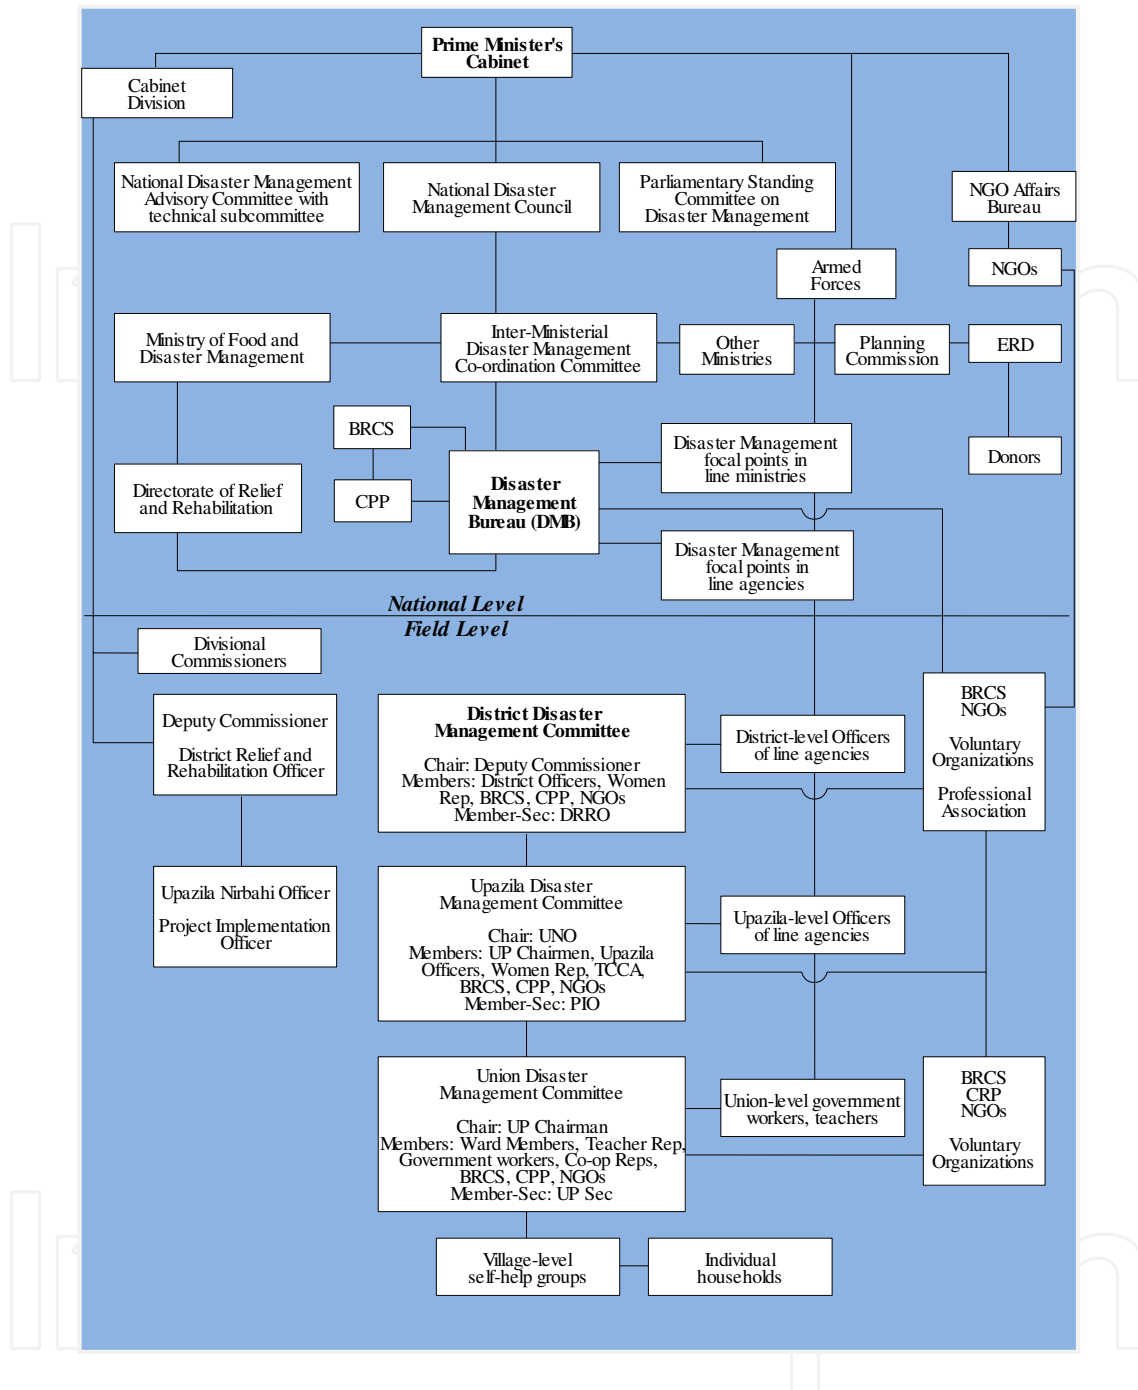 Prime Minister's
Cabinet
Cabinet
Division
National Disaster Management
Advisory Committee with
technical subcommittee
National Disaster
Management Council
Parliamentary Standing
Committee on
Disaster Management
NGO Affairs
Bureau
Armed
Forces
NGOs
Ministry of Food and
Disaster Management
Inter-Ministerial
Disaster Management
Co-ordination Committee
Other
Ministries
Planning
Commission
ERD
BRCS
Disaster Management
focal points in
line ministries
Donors
Directorate of Relief
and Rehabilitation
CPP
Disaster
Management
Bureau (DMB)
Disaster Management
focal points in
line agencies
National Level
Field Level
Divisional
Commissioners
Deputy Commissioner
District Relief and
Rehabilitation Officer
District Disaster
Management Committee
Chair: Deputy Commissioner
Members: District Officers, Women
Rep, BRCS, CPP, NGOs
Member-Sec: DRRO
District-level Officers
of line agencies
BRCS
NGOs
Voluntary
Organizations
Professional
Association
Upazila Nirbahi Officer
Project Implementation
Officer
Upazila Disaster
Management Committee
Chair: UNO
Members: UP Chairmen, Upazila
Officers, Women Rep, TCCA,
BRCS, CPP, NGOs
Member-Sec: PIO
Upazila-level Officers
of line agencies
Union Disaster
Management Committee
Chair: UP Chairman
Members: Ward Members, Teacher Rep,
Government workers, Co-op Reps,
BRCS, CPP, NGOs
Member-Sec: UP Sec
Union-level government
workers, teachers
BRCS
CRP
NGOs
Voluntary
Organizations
Village-level
self-help groups
Individual
households